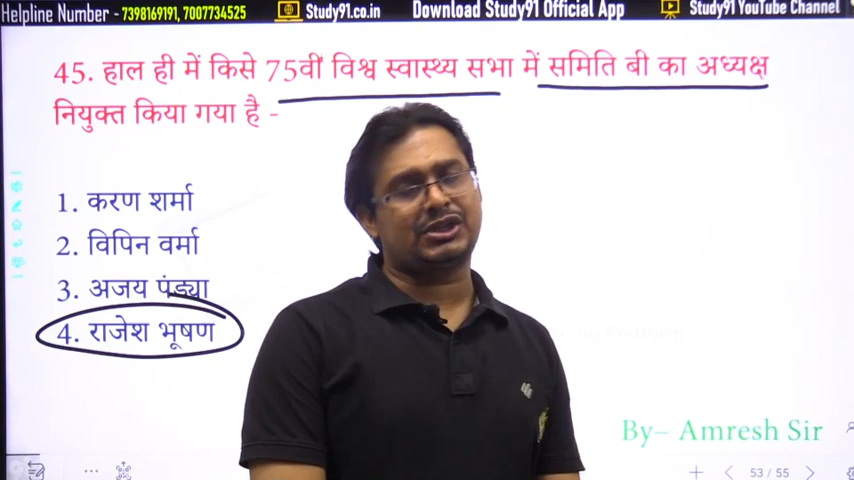 Helpline Number - 7398169191, 7007734525 Study91.co.in Download Study91 Official App Study91 YouTube Channel
45. हाल ही में किसे 75वीं विश्व स्वास्थ्य सभा में समिति बी का अध्यक्ष
नियुक्त किया गया है -
1. करण शर्मा
2. विपिन वर्मा
3. अजय पंड्या
4. राजेश भूषण
By– Amresh Sir
53 / 55